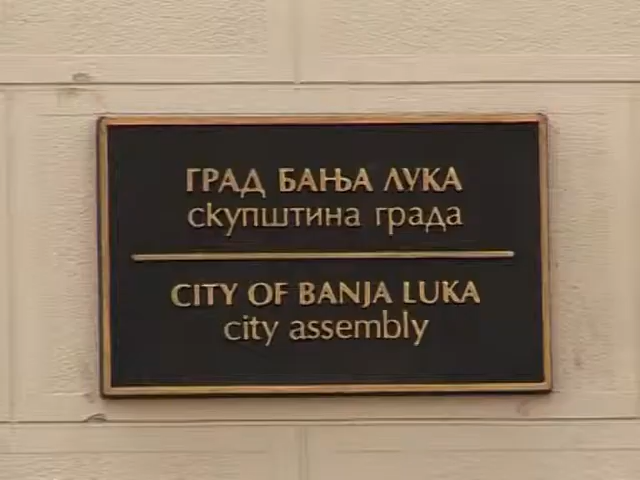 ГРАД БАЊА ЛУКА
скупштина града
CITY OF BANJA LUKA
city assembly